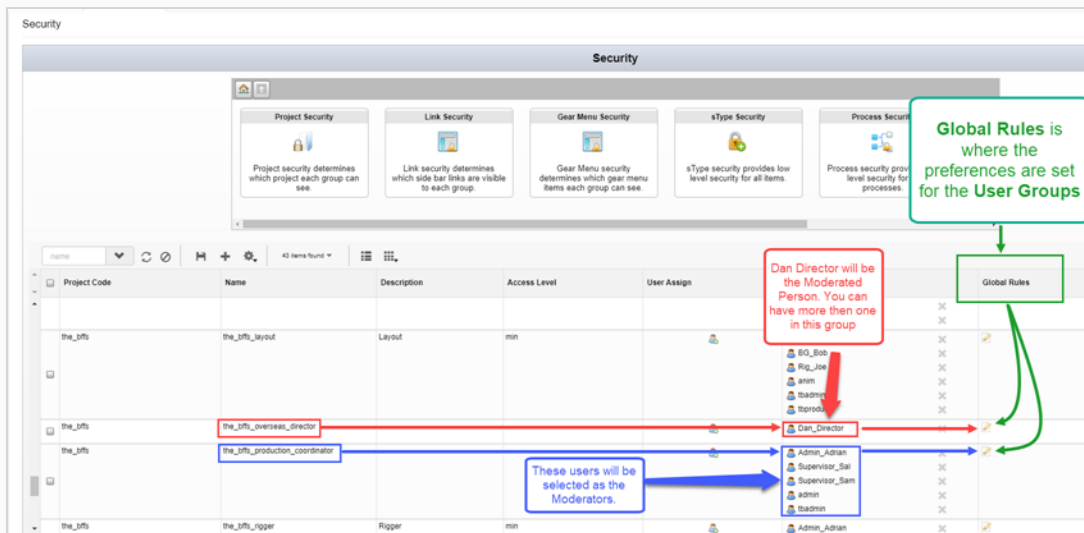 Security
Security
Project Security
Project security determines
which project each group can
see.
Link Security
Link security determines
which side bar links are visible
to each group.
Gear Menu Security
Gear Menu security
determines which gear menu
items each group can see.
sType Security
sType security provides low
level security for all items.
Process Securit
Process security provi
level security for
processes.
Global Rules is
where the
preferences are set
for the User Groups
name
43 items found
Dan Director will be
the Moderated
Person. You can
have more then one
in this group
Project Code
Name
Description
Access Level
User Assign
Global Rules
the_bffs
the_bffs_layout
Layout
min
BG_Bob
Rig_Joe
anim
tbadmin
tbprodu
the_bffs
the_bffs_overseas_director
Dan_Director
the_bffs
the_bffs_production_coordinator
Admin_Adrian
Supervisor_Sal
Supervisor_Sam
admin
tbadmin
These users will be
selected as the
Moderators.
the_bffs
the_bffs_rigger
Rigger
min
Admin_Adrian